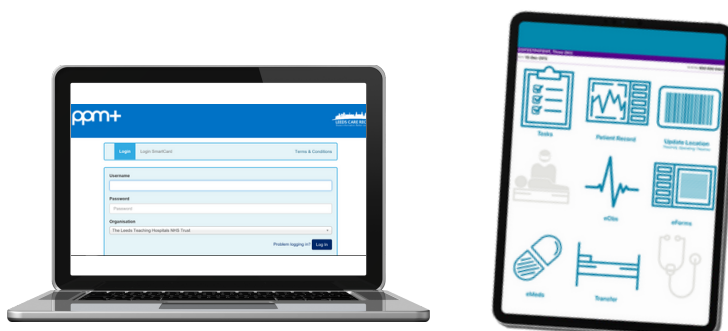 ppm+
LEEDS CARE REC
Login Login SmartCard Terms & Conditions
Username
Password
Password
Organisation
The Leeds Teaching Hospitals NHS Trust
Problem logging in? Log In
Tasks
Patient Record
Update Location
eObs
eForms
eMeds
Transfer